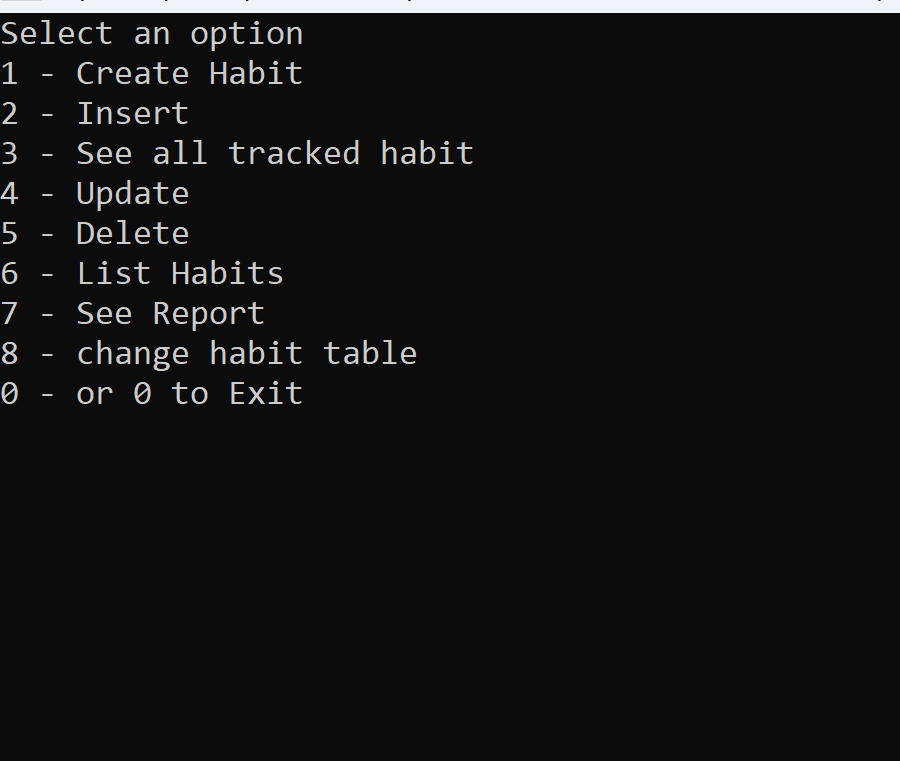 Select an option
1 - Create Habit
2 - Insert
3 - See all tracked habit
4 - Update
5 - Delete
6 - List Habits
7 - See Report
8 - change habit table
0 - or 0 to Exit